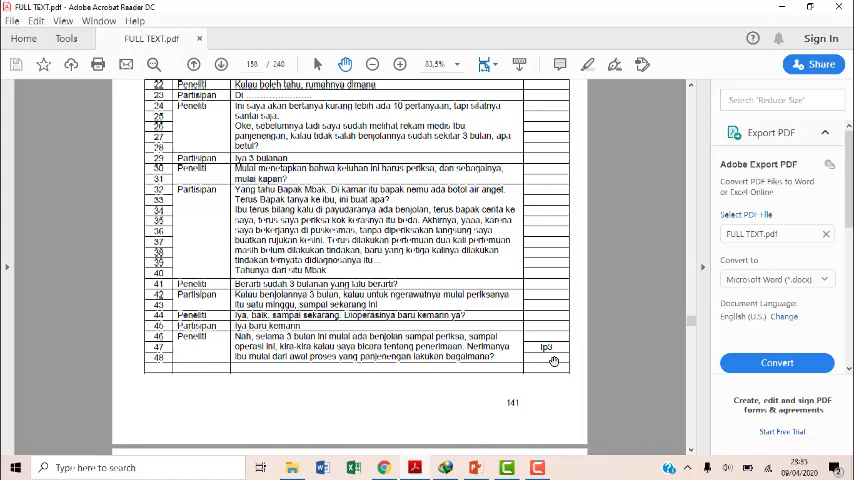 FULL TEXT.pdf - Adobe Acrobat Reader DC
File Edit View Window Help
Home Tools FULL TEXT.pdf × Sign In
158 / 240 83,5% Share
22 Peneliti Kalau boleh tahu, rumahnya dimana
23 Partisipan Di ........................
24 Peneliti Ini saya akan bertanya kurang lebih ada 10 pertanyaan, tapi sifatnya
25 santai saja.
26 Oke, sebelumnya tadi saya sudah melihat rekam medis Ibu
27 panjenengan, kalau tidak salah benjolannya sudah sekitar 3 bulan, apa
28 betul?
29 Partisipan Iya 3 bulanan
30 Peneliti Mulai menetapkan bahwa keluhan ini harus periksa, dan sebagainya,
31 mulai kapan?
32 Partisipan Yang tahu Bapak Mbak. Di kamar itu bapak nemu ada botol air anget.
33 Terus Bapak tanya ke ibu, ini buat apa?
34 Ibu terus bilang kalu di payudaranya ada benjolan, terus bapak cerita ke
35 saya, terus saya periksa kok kerasnya itu beda. Akhirnya, yaaa, karena
36 saya bekerjanya di puskesmas, tanpa diperiksakan langsung saya
37 buatkan rujukan kesini. Terus dilakukan pertemuan dua kali pertemuan
38 masih belum dilakukan tindakan, baru yang ketiga kalinya dilakukan
39 tindakan ternyata didiagnosanya itu...
40 Tahunya dari situ Mbak
41 Peneliti Berarti sudah 3 bulanan yang lalu berarti?
42 Partisipan Kalau benjolannya 3 bulan, kalau untuk ngerawatnya mulai periksanya
43 itu satu minggu, sampai sekarang ini
44 Peneliti Iya, baik, sampai sekarang. Dioperasinya baru kemarin ya?
45 Partisipan Iya baru kemarin
46 Peneliti Nah, selama 3 bulan ini mulai ada benjolan sampai periksa, sampai
47 operasi ini, kira-kira kalau saya bicara tentang penerimaan. Nerimanya Ip3
48 ibu mulai dari awal proses yang panjenengan lakukan bagaimana?
141
Search 'Reduce Size'
Export PDF
Adobe Export PDF
Convert PDF Files to Word
or Excel Online
Select PDF File
FULL TEXT.pdf ×
Convert to
Microsoft Word (*.docx)
Document Language:
English (U.S.) Change
Convert
Create, edit and sign PDF
forms & agreements
Start Free Trial
Type here to search
23:35
09/04/2020
2